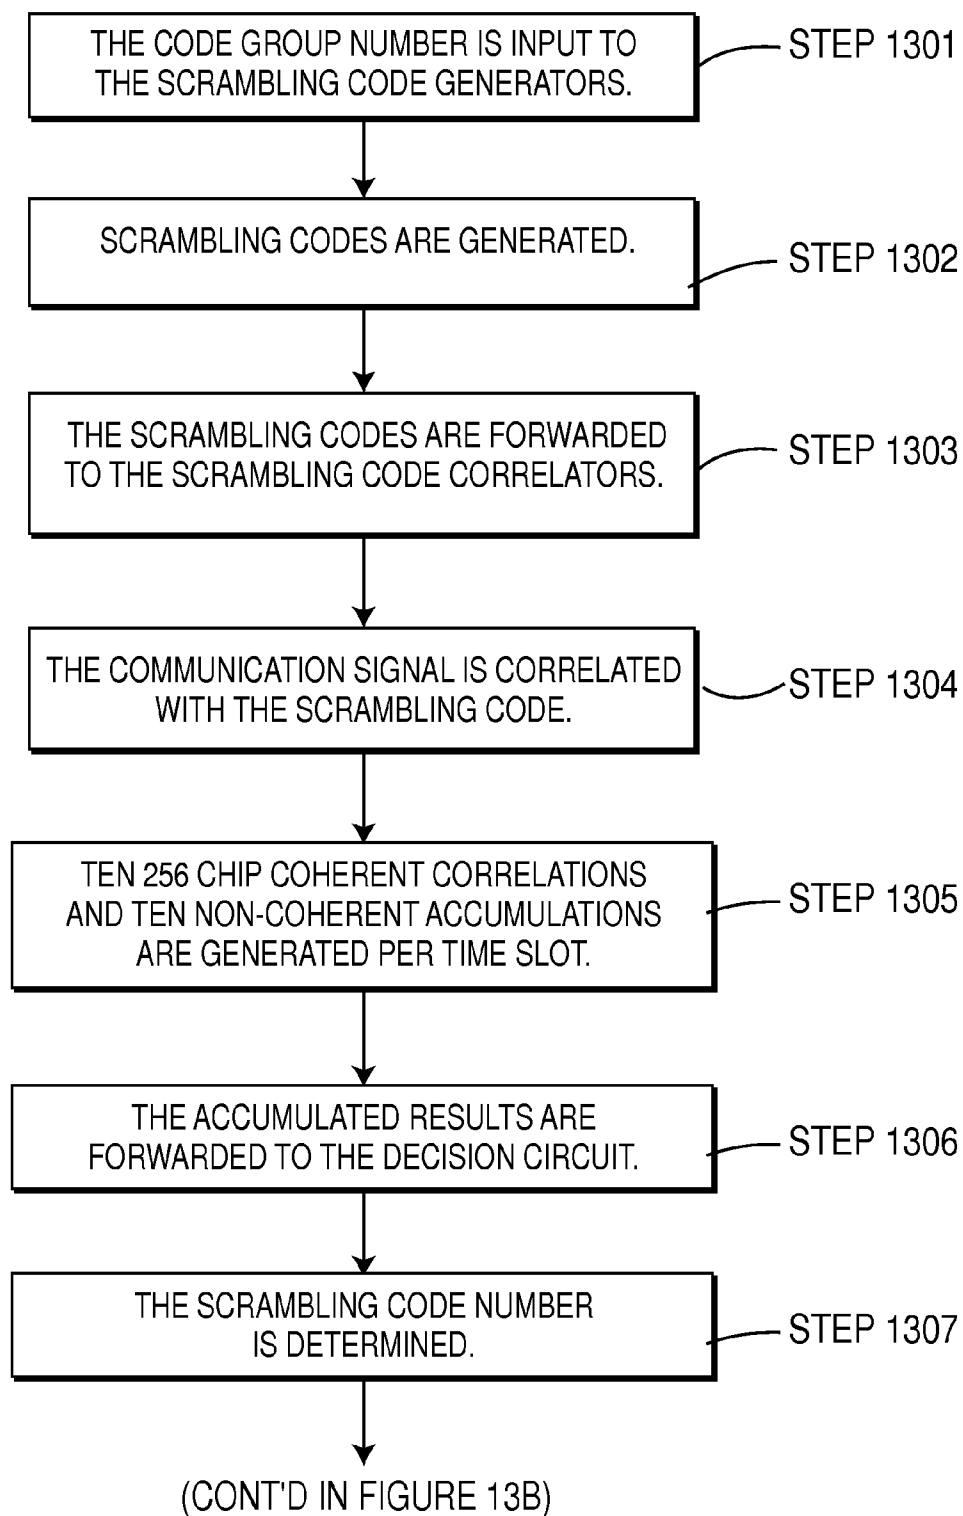 THE CODE GROUP NUMBER IS INPUT TO
THE SCRAMBLING CODE GENERATORS.
STEP 1301
SCRAMBLING CODES ARE GENERATED.
STEP 1302
THE SCRAMBLING CODES ARE FORWARDED
TO THE SCRAMBLING CODE CORRELATORS.
STEP 1303
THE COMMUNICATION SIGNAL IS CORRELATED
WITH THE SCRAMBLING CODE.
STEP 1304
TEN 256 CHIP COHERENT CORRELATIONS
AND TEN NON-COHERENT ACCUMULATIONS
ARE GENERATED PER TIME SLOT.
STEP 1305
THE ACCUMULATED RESULTS ARE
FORWARDED TO THE DECISION CIRCUIT.
STEP 1306
THE SCRAMBLING CODE NUMBER
IS DETERMINED.
STEP 1307
(CONT'D IN FIGURE 13B)